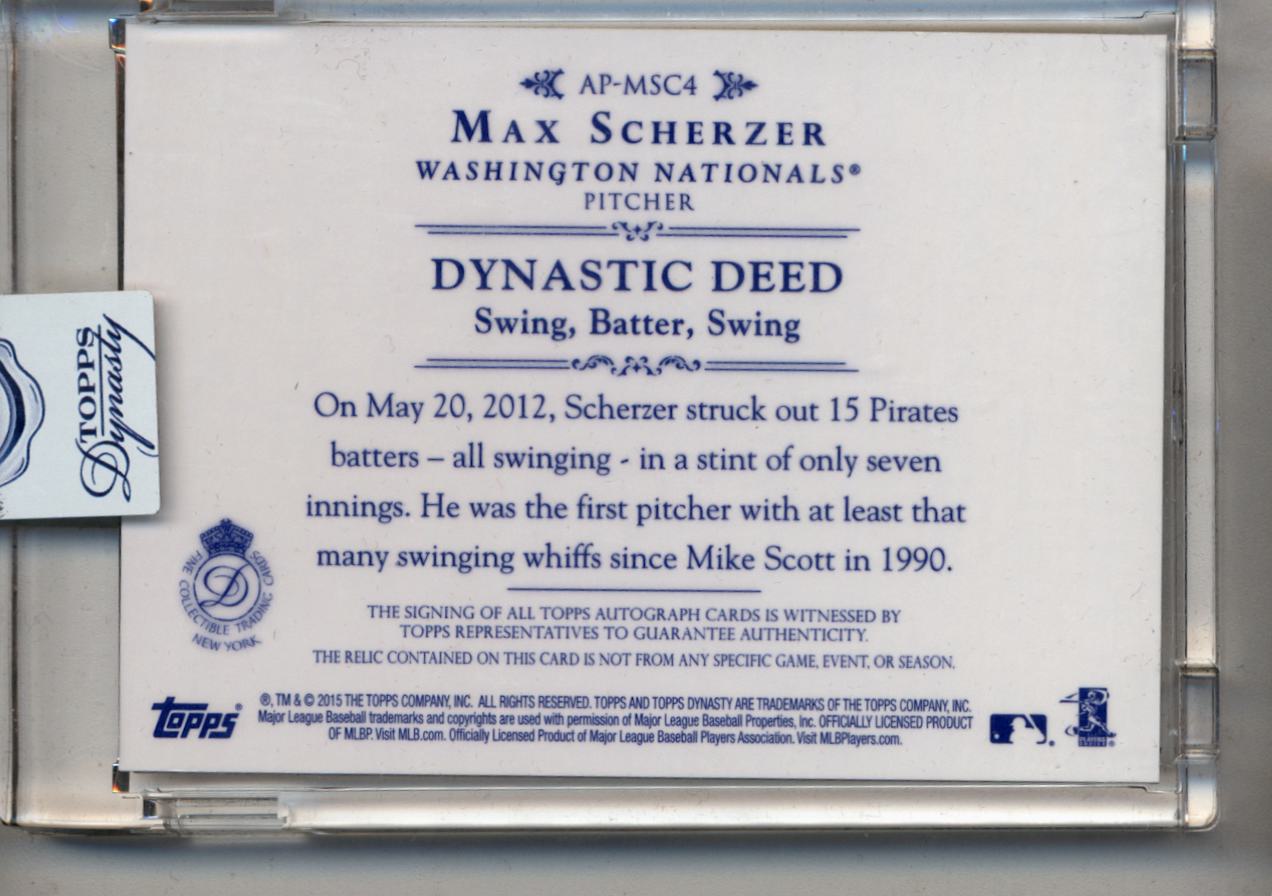 AP-MSC4
MAX SCHERZER
WASHINGTON NATIONALS®
PITCHER
DYNASTIC DEED
Swing, Batter, Swing
On May 20, 2012, Scherzer struck out 15 Pirates
batters – all swinging - in a stint of only seven
innings. He was the first pitcher with at least that
many swinging whiffs since Mike Scott in 1990.
THE SIGNING OF ALL TOPPS AUTOGRAPH CARDS IS WITNESSED BY
TOPPS REPRESENTATIVES TO GUARANTEE AUTHENTICITY.
THE RELIC CONTAINED ON THIS CARD IS NOT FROM ANY SPECIFIC GAME, EVENT, OR SEASON.
®, TM & © 2015 THE TOPPS COMPANY, INC. ALL RIGHTS RESERVED. TOPPS AND TOPPS DYNASTY ARE TRADEMARKS OF THE TOPPS COMPANY, INC.
Major League Baseball trademarks and copyrights are used with permission of Major League Baseball Properties, Inc. OFFICIALLY LICENSED PRODUCT
OF MLBP. Visit MLB.com. Officially Licensed Product of Major League Baseball Players Association. Visit MLBPlayers.com.
TOPPS
Dynasty
D
FINE COLLECTIBLE TRADING CARDS
NEW YORK
topps®